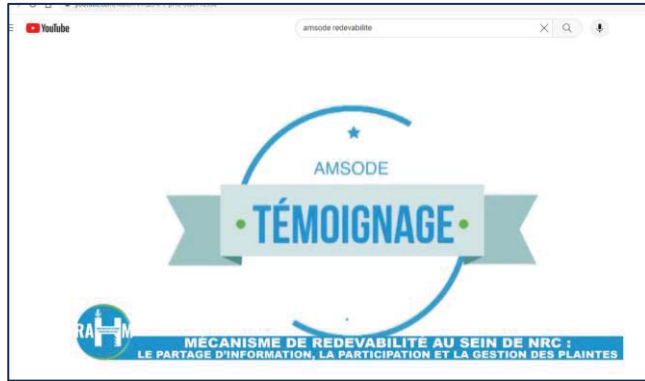 YouTube
amsode redevabilite
AMSODE
TÉMOIGNAGE
RAHM
MÉCANISME DE REDEVABILITÉ AU SEIN DE NRC :
LE PARTAGE D'INFORMATION, LA PARTICIPATION ET LA GESTION DES PLAINTES